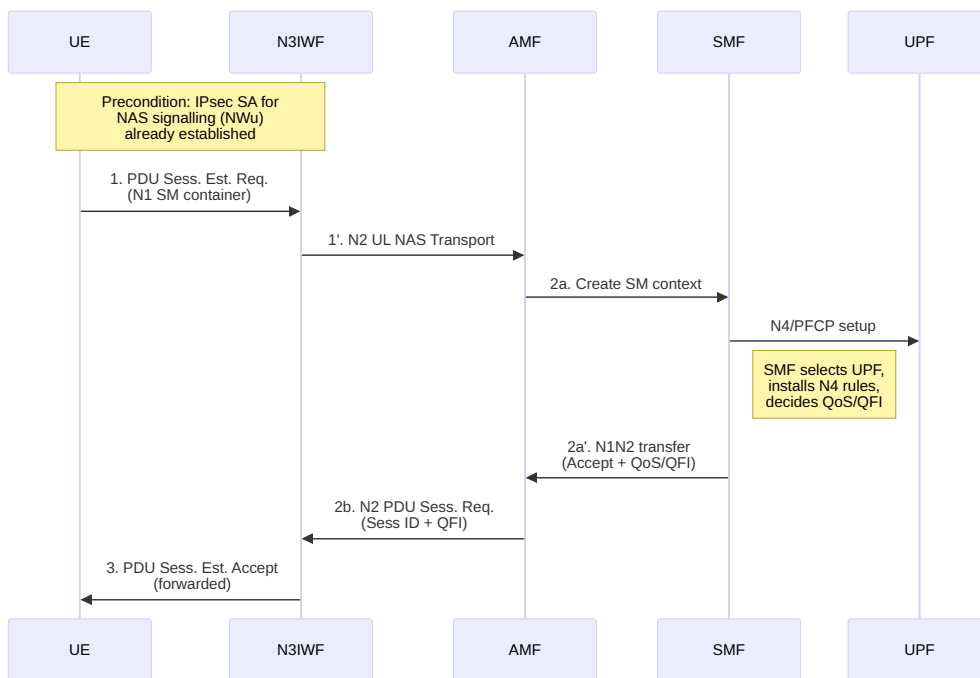 UE
N3IWF
AMF
SMF
UPF
Precondition: IPsec SA for
NAS signalling (NWu)
already established
1. PDU Sess. Est. Req.
(N1 SM container)
1'. N2 UL NAS Transport
2a. Create SM context
N4/PFCP setup
SMF selects UPF,
installs N4 rules,
decides QoS/QFI
2a'. N1N2 transfer
(Accept + QoS/QFI)
2b. N2 PDU Sess. Req.
(Sess ID + QFI)
3. PDU Sess. Est. Accept
(forwarded)
UE
N3IWF
AMF
SMF
UPF